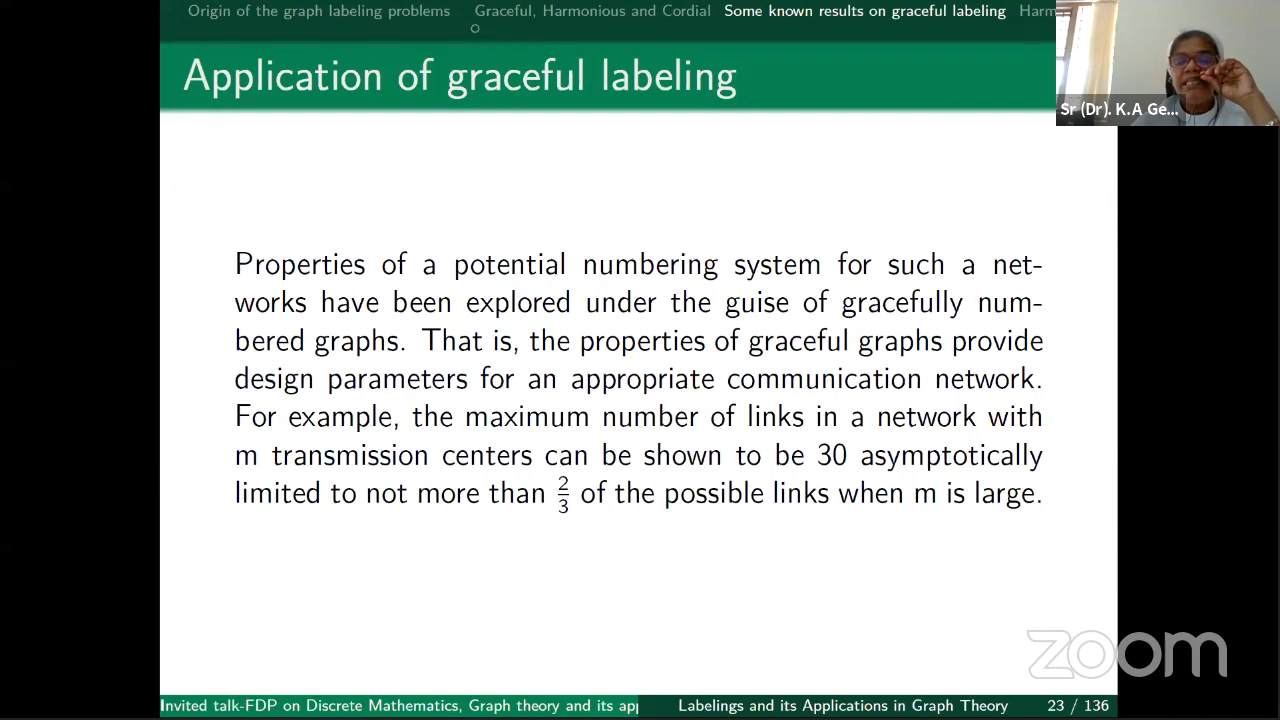 Origin of the graph labeling problems Graceful, Harmonious and Cordial Some known results on graceful labeling Harm
Application of graceful labeling
Sr (Dr). K.A Ge...
Properties of a potential numbering system for such a net-
works have been explored under the guise of gracefully num-
bered graphs. That is, the properties of graceful graphs provide
design parameters for an appropriate communication network.
For example, the maximum number of links in a network with
m transmission centers can be shown to be 30 asymptotically
limited to not more than 2/3 of the possible links when m is large.
zoom
Invited talk-FDP on Discrete Mathematics, Graph theory and its app Labelings and its Applications in Graph Theory 23 / 136